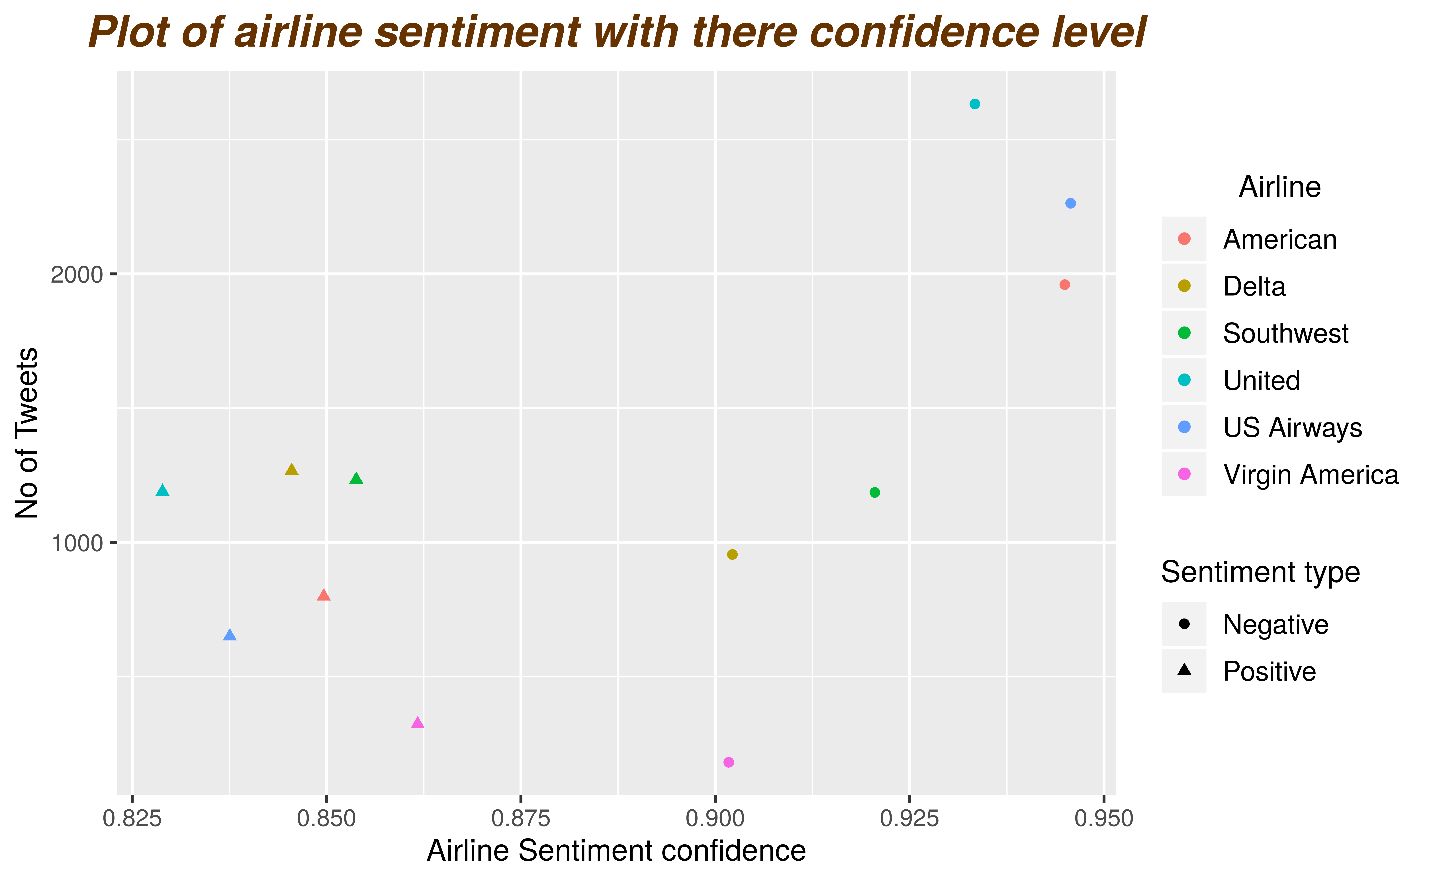 Plot of airline sentiment with there confidence level
No of Tweets
2000
1000
0.825 0.850 0.875 0.900 0.925 0.950
Airline Sentiment confidence
Airline
American
Delta
Southwest
United
US Airways
Virgin America
Sentiment type
Negative
Positive